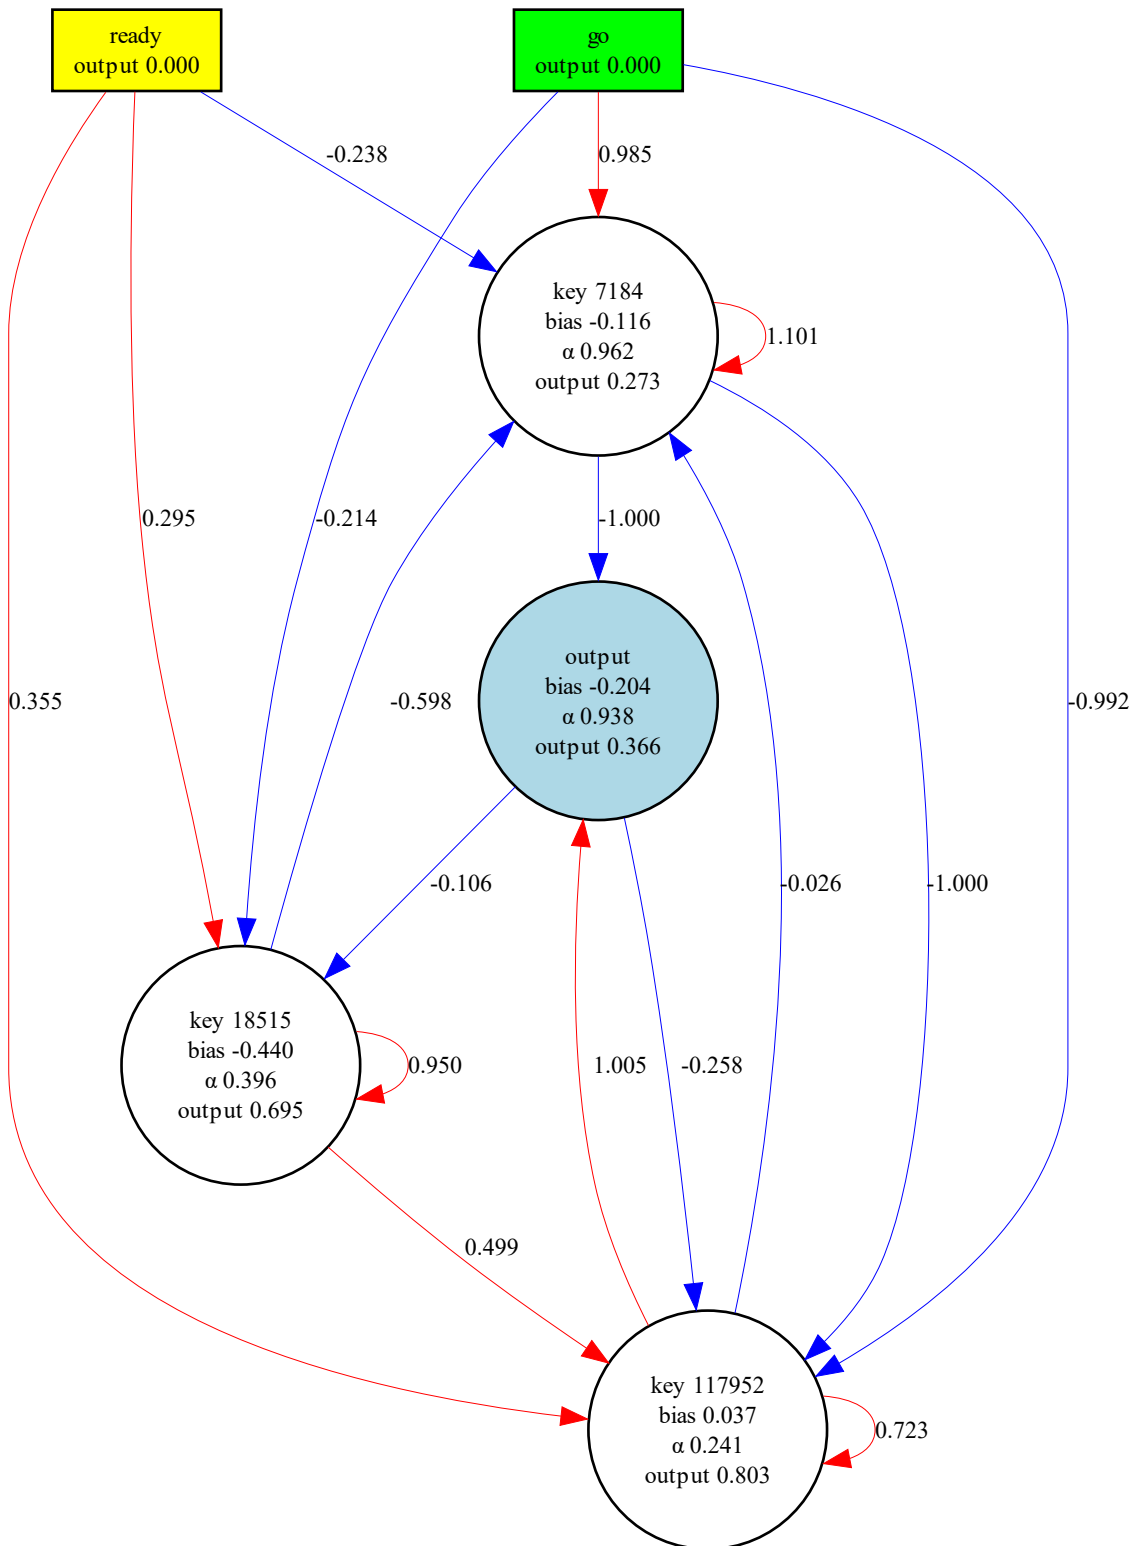 ready
output 0.000
go
output 0.000
-0.238
0.985
key 7184
bias -0.116
α 0.962
output 0.273
1.101
0.295
-0.214
-1.000
output
bias -0.204
α 0.938
output 0.366
0.355
-0.598
-0.992
-0.106
-0.026
-1.000
key 18515
bias -0.440
α 0.396
output 0.695
0.950
1.005
-0.258
0.499
key 117952
bias 0.037
α 0.241
output 0.803
0.723